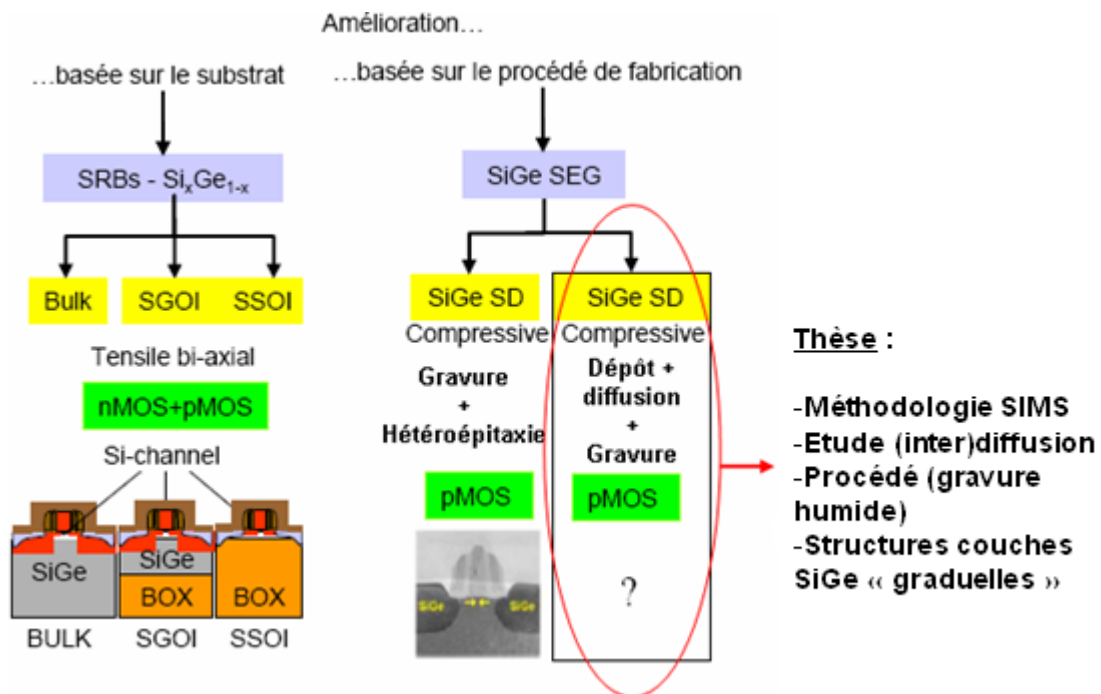 Amélioration…
…basée sur le substrat
…basée sur le procédé de fabrication
SRBs - SixGe1-x
SiGe SEG
Bulk
SGOI
SSOI
SiGe SD
SiGe SD
Compressive
Compressive
Tensile bi-axial
Gravure
+
Hétéroépitaxie
Dépôt +
diffusion
+
Gravure
nMOS+pMOS
Si-channel
pMOS
pMOS
SiGe
SiGe
BOX
BOX
SiGe
SiGe
?
BULK
SGOI
SSOI
Thèse :
-Méthodologie SIMS
-Etude (inter)diffusion
-Procédé (gravure
humide)
-Structures couches
SiGe « graduelles »